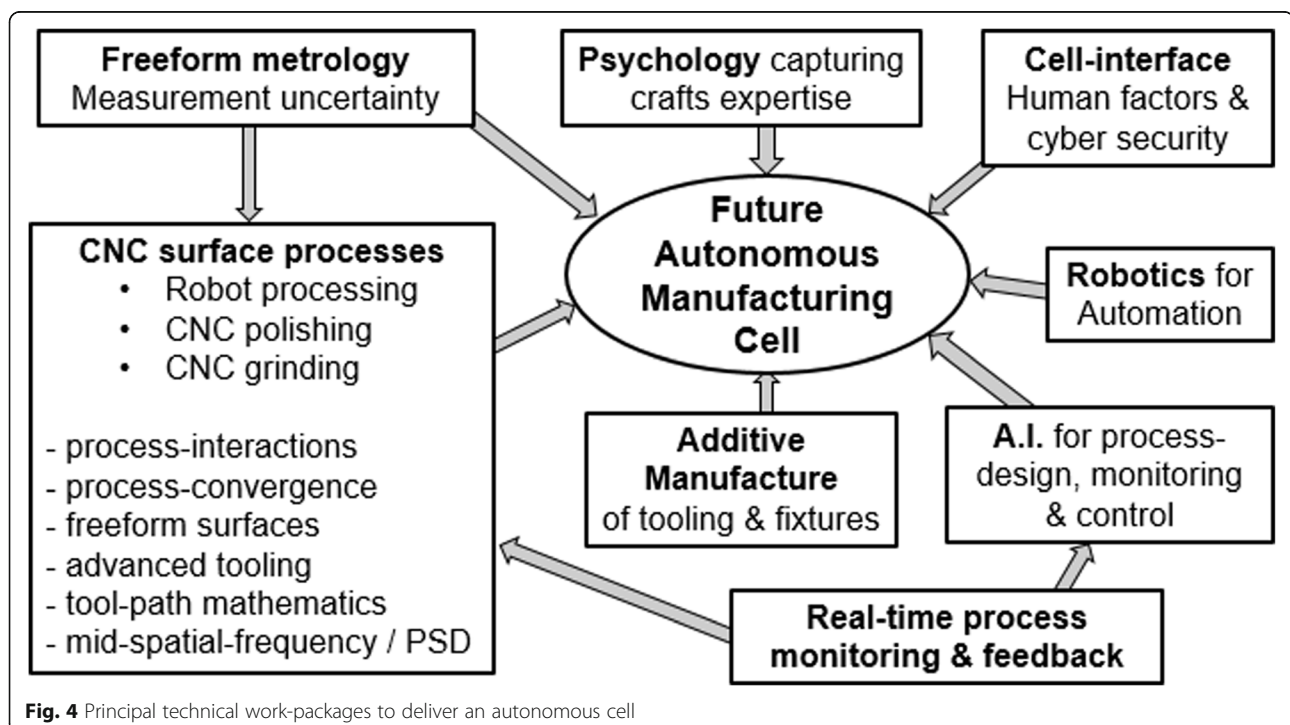 Freeform metrology
Measurement uncertainty
Psychology capturing
crafts expertise
Cell-interface
Human factors &
cyber security
Future
Autonomous
Manufacturing
Cell
CNC surface processes
• Robot processing
• CNC polishing
• CNC grinding
- process-interactions
- process-convergence
- freeform surfaces
- advanced tooling
- tool-path mathematics
- mid-spatial-frequency / PSD
Robotics for
Automation
Additive
Manufacture
of tooling & fixtures
A.I. for process-
design, monitoring
& control
Real-time process
monitoring & feedback
Fig. 4 Principal technical work-packages to deliver an autonomous cell